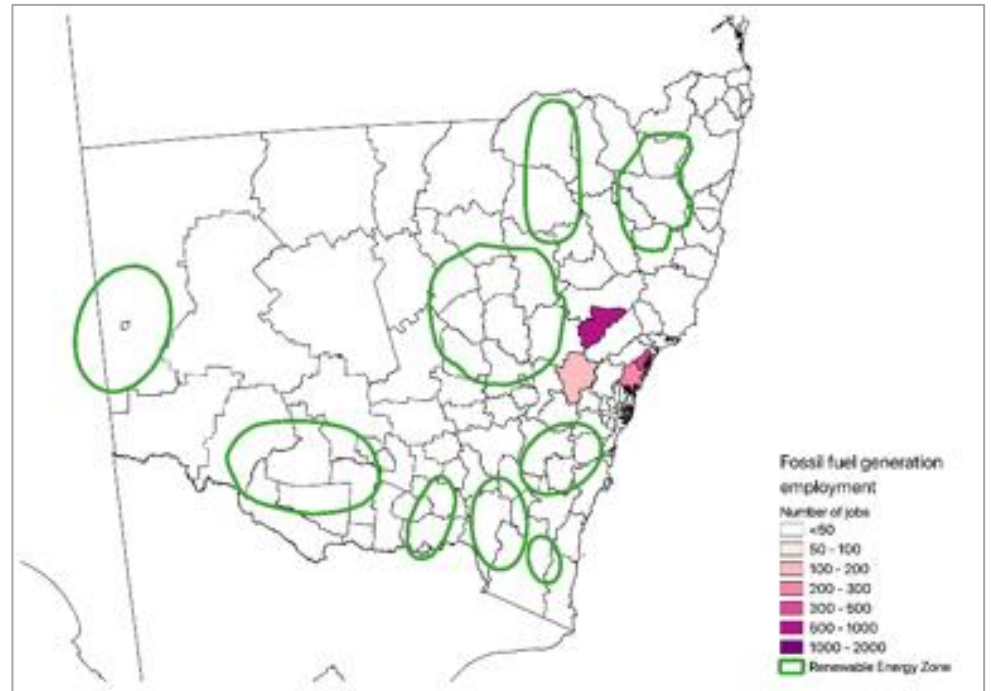 Fossil fuel generation
employment
Number of jobs
<50
50 - 100
100 - 200
200 - 300
300 - 500
500 - 1000
1000 - 2000
Renewable Energy Zone